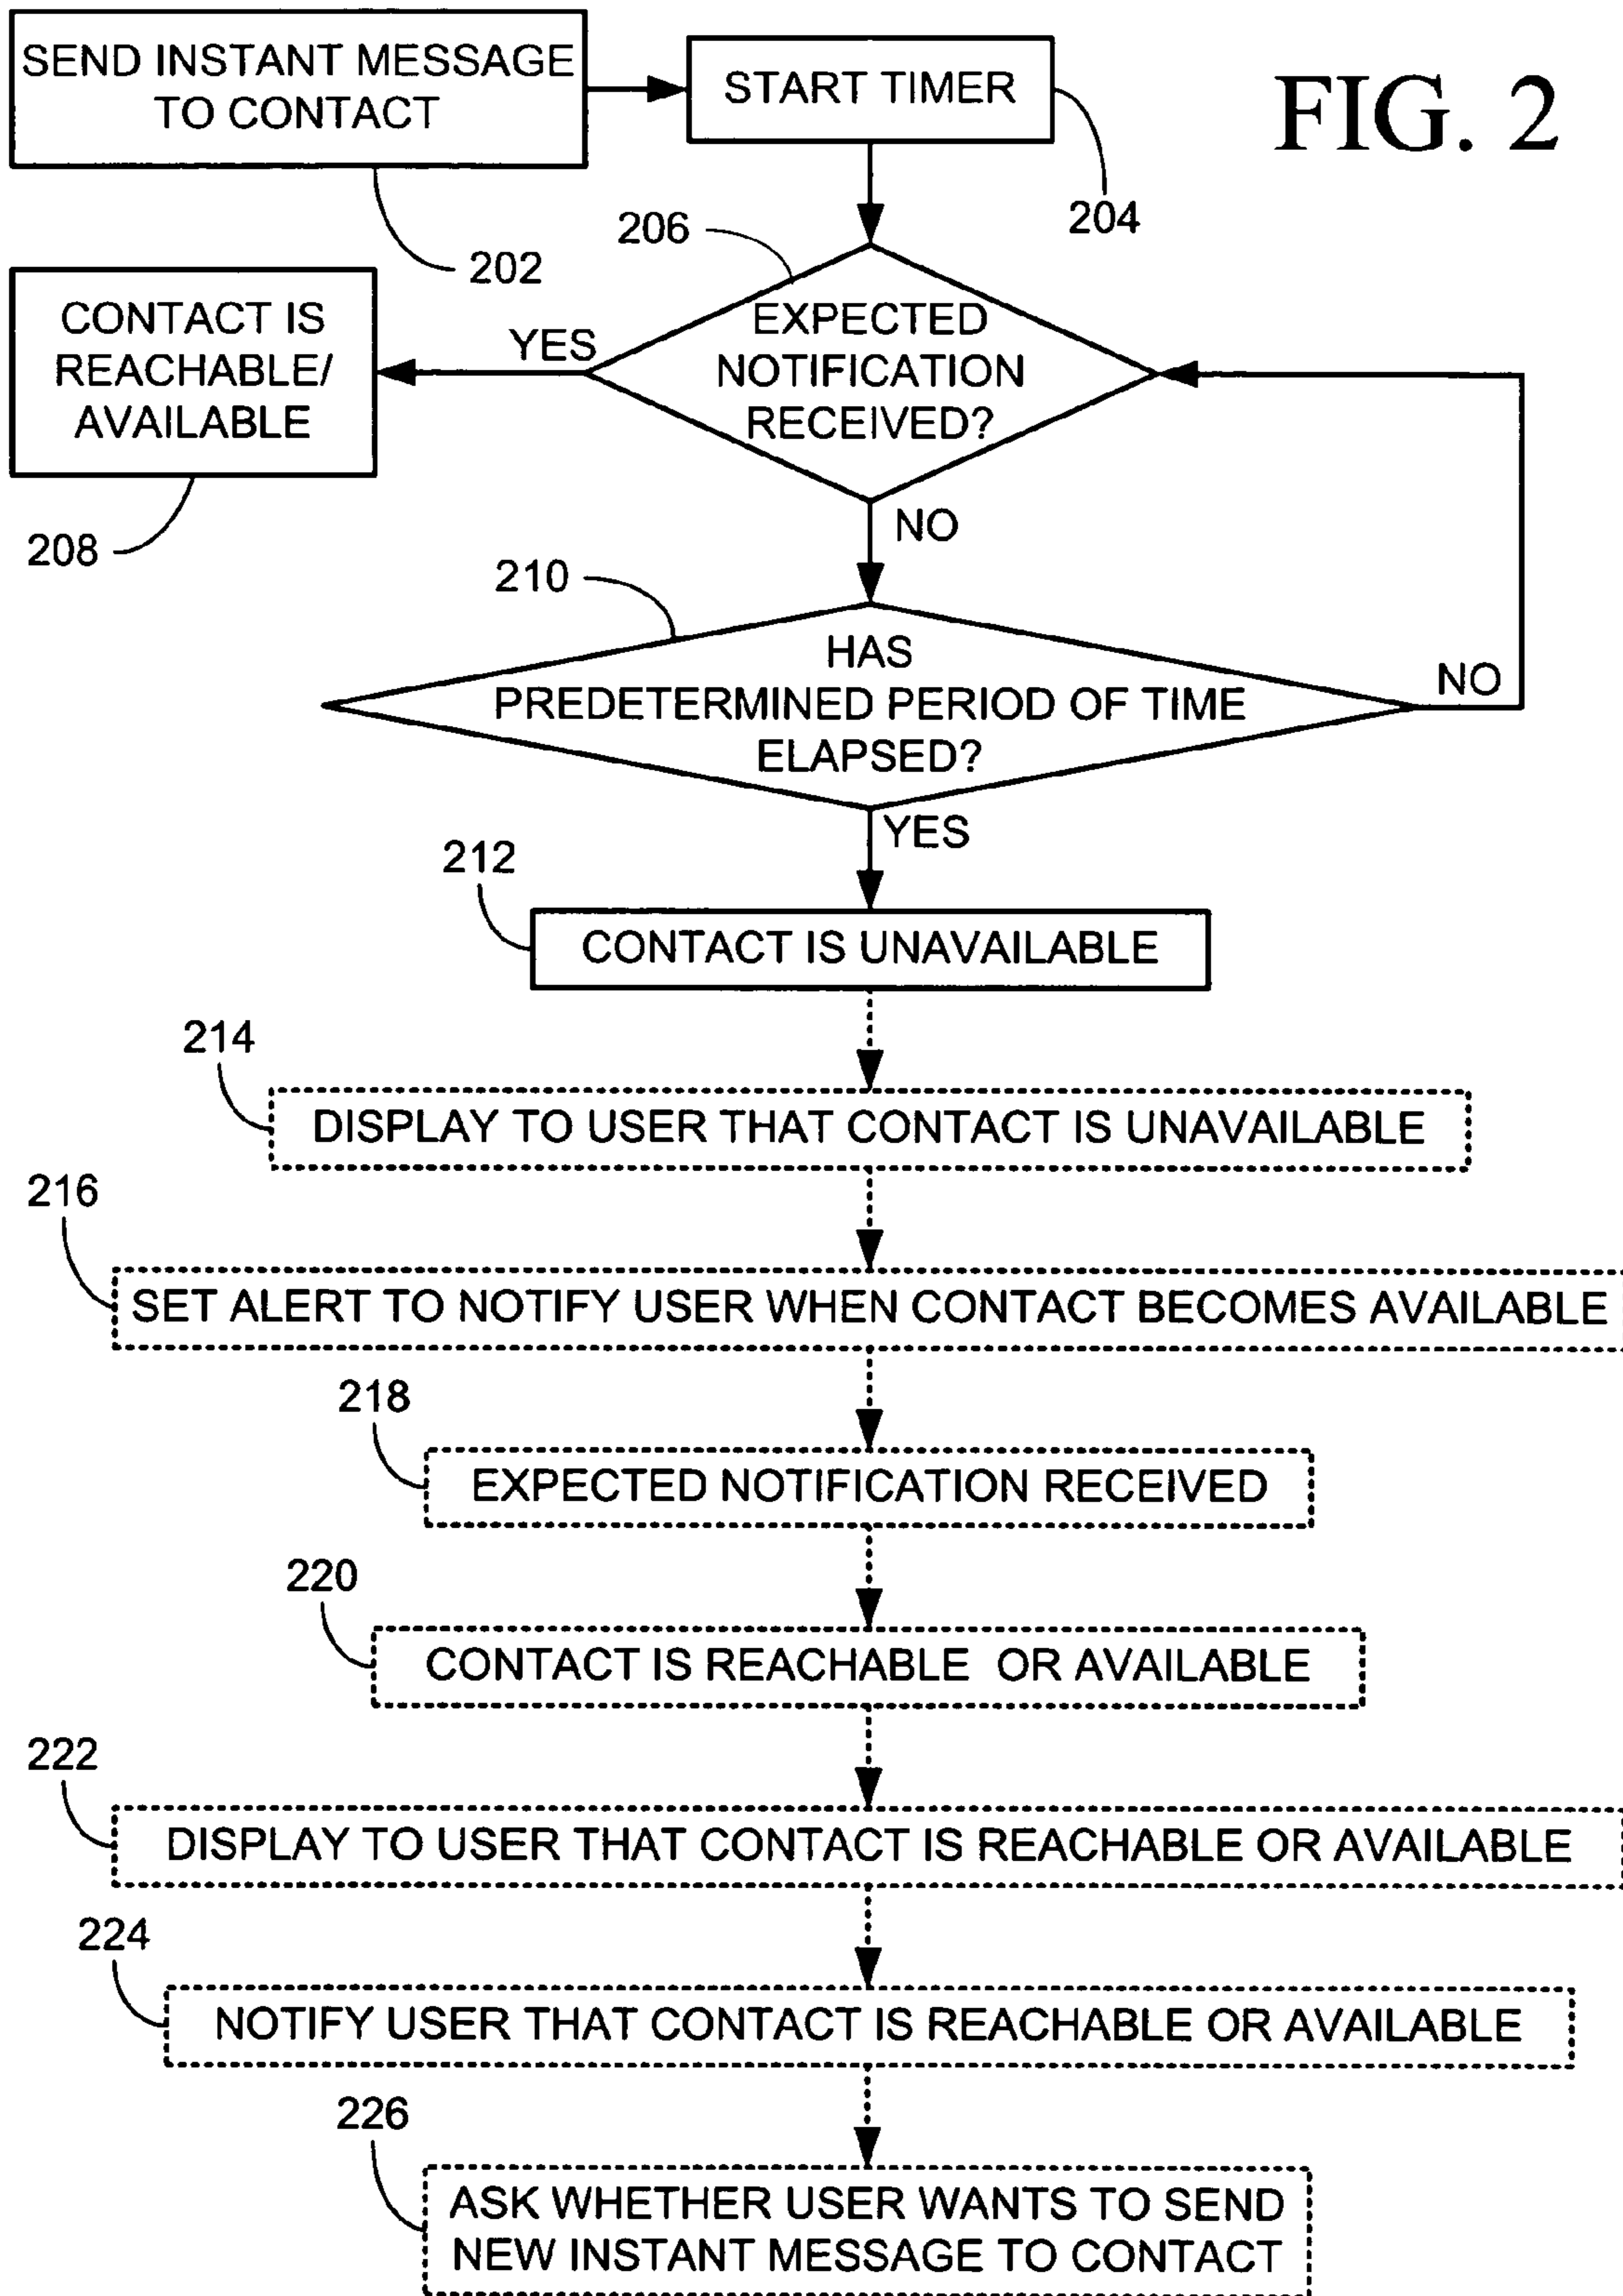 SEND INSTANT MESSAGE
TO CONTACT
START TIMER
FIG. 2
204
206
202
CONTACT IS
REACHABLE/
AVAILABLE
YES
EXPECTED
NOTIFICATION
RECEIVED?
208
NO
210
HAS
PREDETERMINED PERIOD OF TIME
ELAPSED?
NO
YES
212
CONTACT IS UNAVAILABLE
214
DISPLAY TO USER THAT CONTACT IS UNAVAILABLE
216
SET ALERT TO NOTIFY USER WHEN CONTACT BECOMES AVAILABLE
218
EXPECTED NOTIFICATION RECEIVED
220
CONTACT IS REACHABLE OR AVAILABLE
222
DISPLAY TO USER THAT CONTACT IS REACHABLE OR AVAILABLE
224
NOTIFY USER THAT CONTACT IS REACHABLE OR AVAILABLE
226
ASK WHETHER USER WANTS TO SEND
NEW INSTANT MESSAGE TO CONTACT